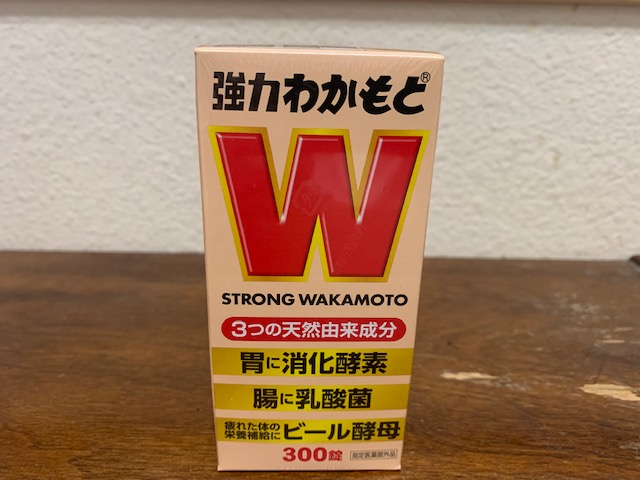 強力わかもと®
W
STRONG WAKAMOTO
3つの天然由来成分
胃に消化酵素
腸に乳酸菌
疲れた体の
栄養補給にビール酵母
300錠 指定医薬部外品